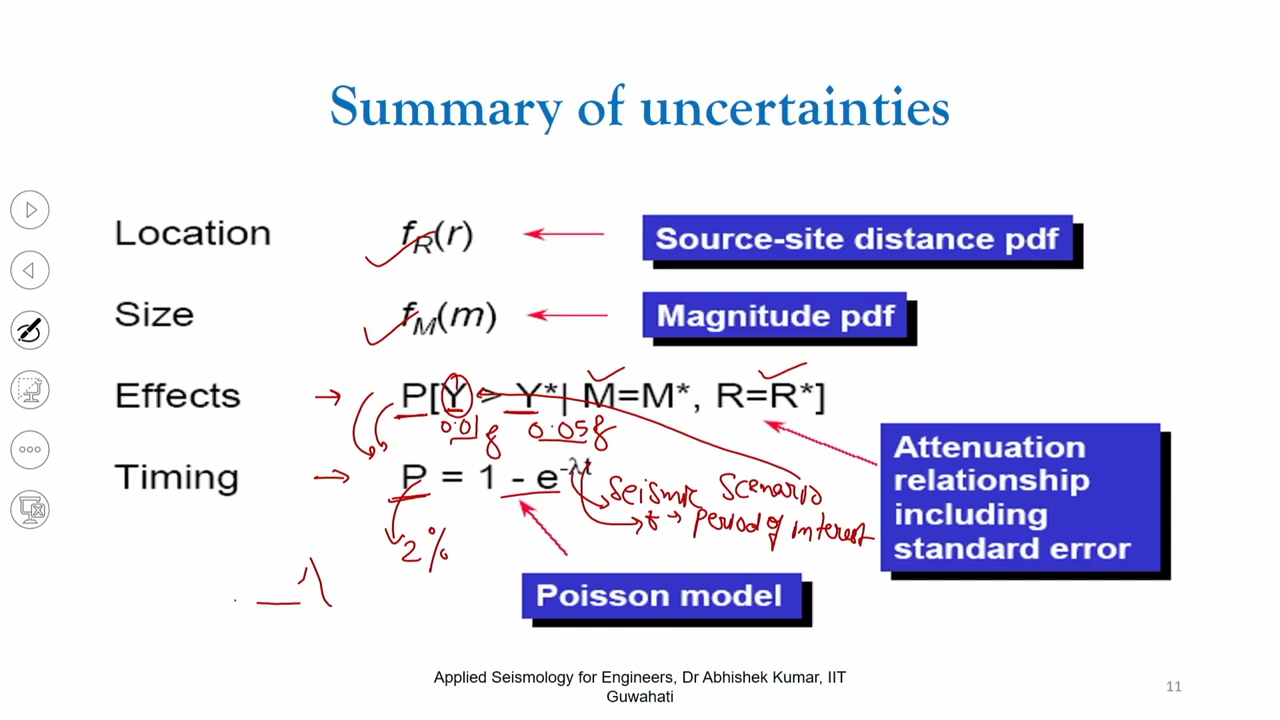 Summary of uncertainties
Location fR(r) Source-site distance pdf
Size fM(m) Magnitude pdf
Effects → P[Y > Y*| M=M*, R=R*]
0.01g 0.05g
Attenuation
relationship
including
standard error
Timing → P = 1 - e-λt
Seismic Scenario
t → Period of interest
2%
Poisson model
λ
Applied Seismology for Engineers, Dr Abhishek Kumar, IIT
Guwahati
11